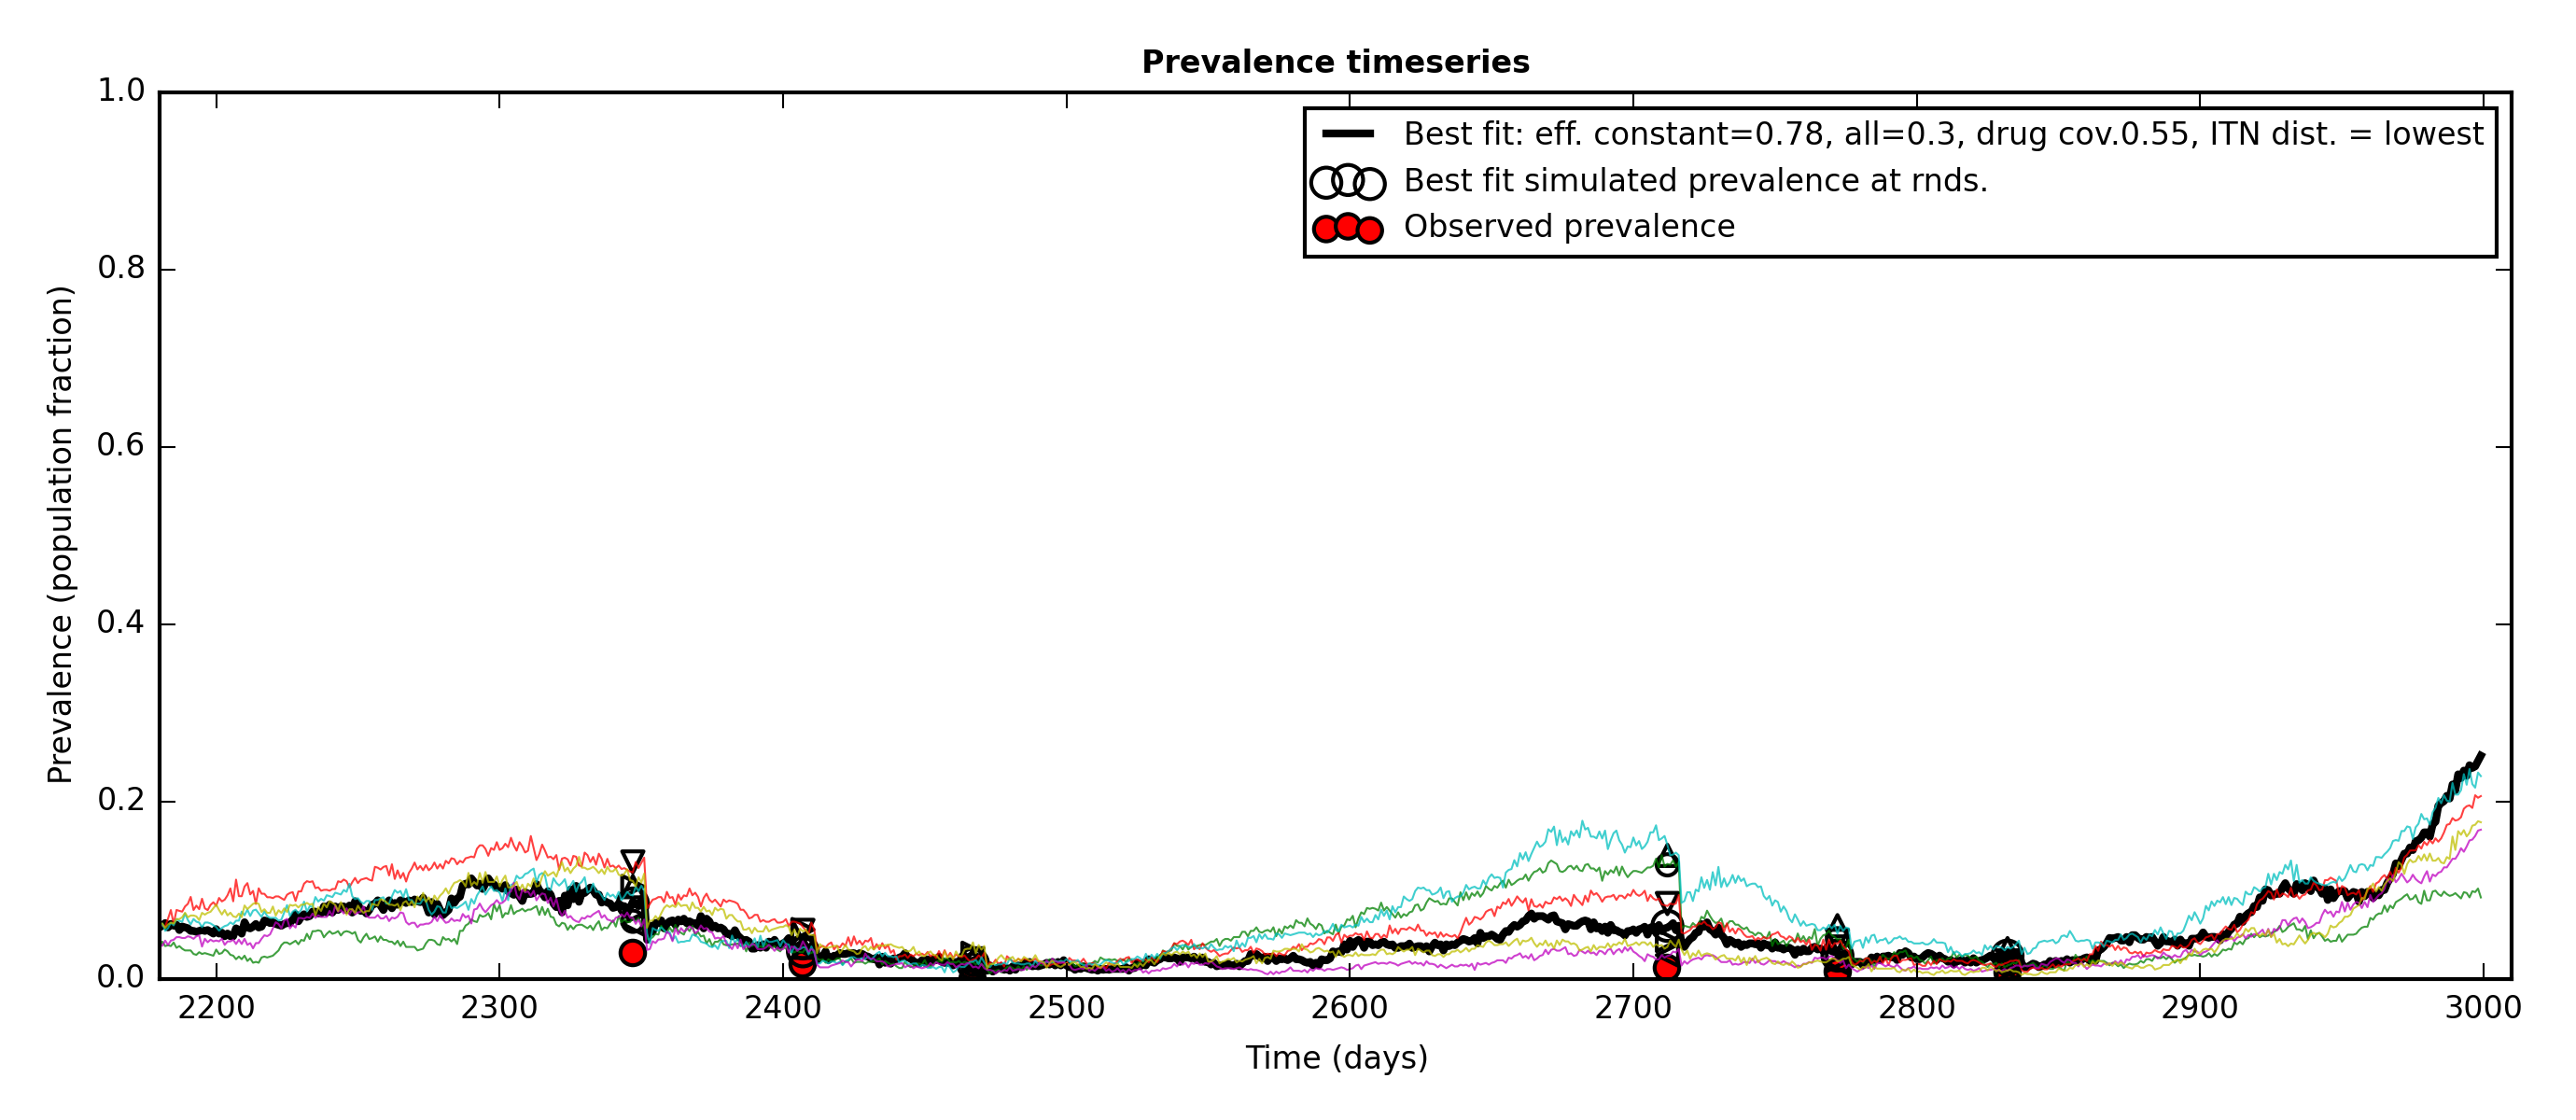 Prevalence timeseries
1.0
0.8
0.6
0.4
0.2
0.0
Prevalence (population fraction)
Best fit: eff. constant=0.78, all=0.3, drug cov.0.55, ITN dist. = lowest
Best fit simulated prevalence at rnds.
Observed prevalence
2200 2300 2400 2500 2600 2700 2800 2900 3000
Time (days)